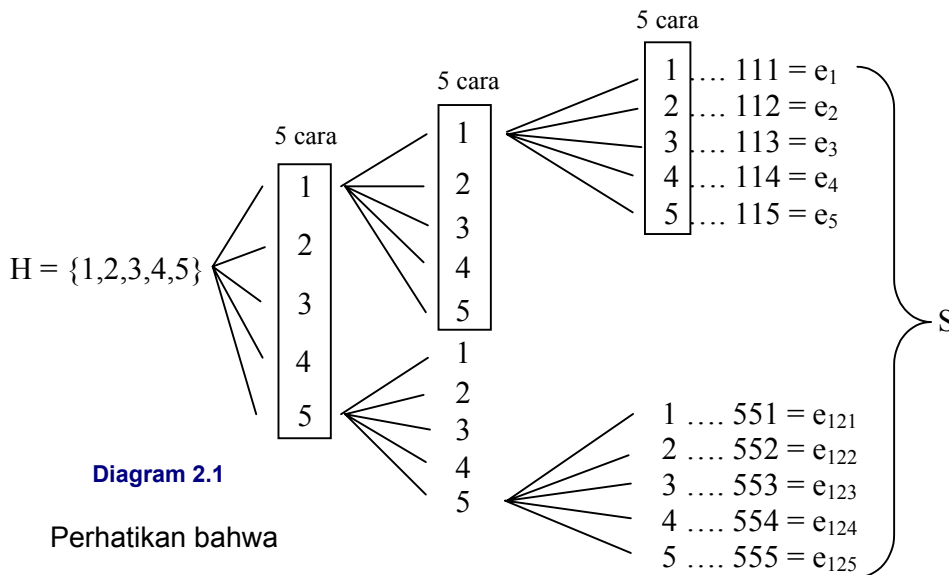 5 cara
1 …. 111 = e₁
2 …. 112 = e₂
3 …. 113 = e₃
4 …. 114 = e₄
5 …. 115 = e₅
5 cara
1
2
3
4
5
5 cara
1
2
3
4
5
H = {1,2,3,4,5}
S
1
2
3
4
5
1 …. 551 = e₁₂₁
2 …. 552 = e₁₂₂
3 …. 553 = e₁₂₃
4 …. 554 = e₁₂₄
5 …. 555 = e₁₂₅
Diagram 2.1
Perhatikan bahwa